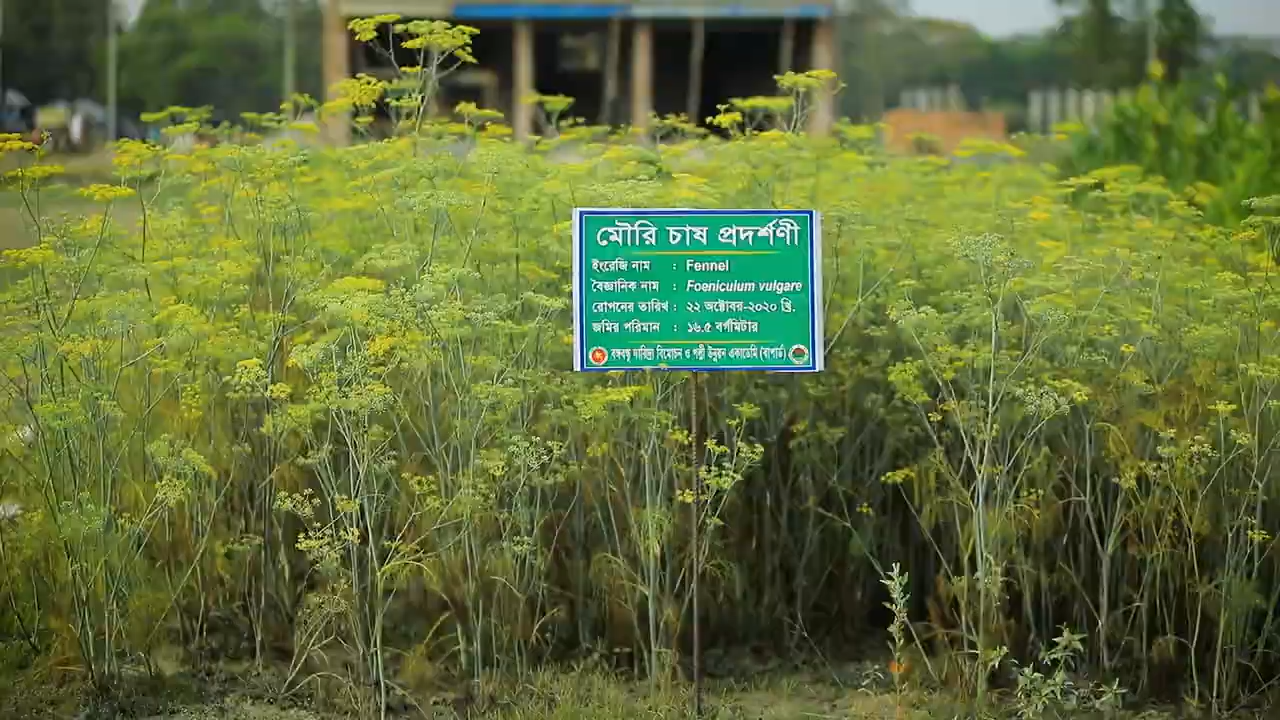 মৌরি চাষ প্রদর্শণী
ইংরেজি নাম : Fennel
বৈজ্ঞানিক নাম : Foeniculum vulgare
রোপনের তারিখ : ২২ অক্টোবর-২০২০ খ্রি.
জমির পরিমান : ১৬.৫ বর্গমিটার
বঙ্গবন্ধু দারিদ্র্য বিমোচন ও পল্লী উন্নয়ন একাডেমি (বাপার্ড)